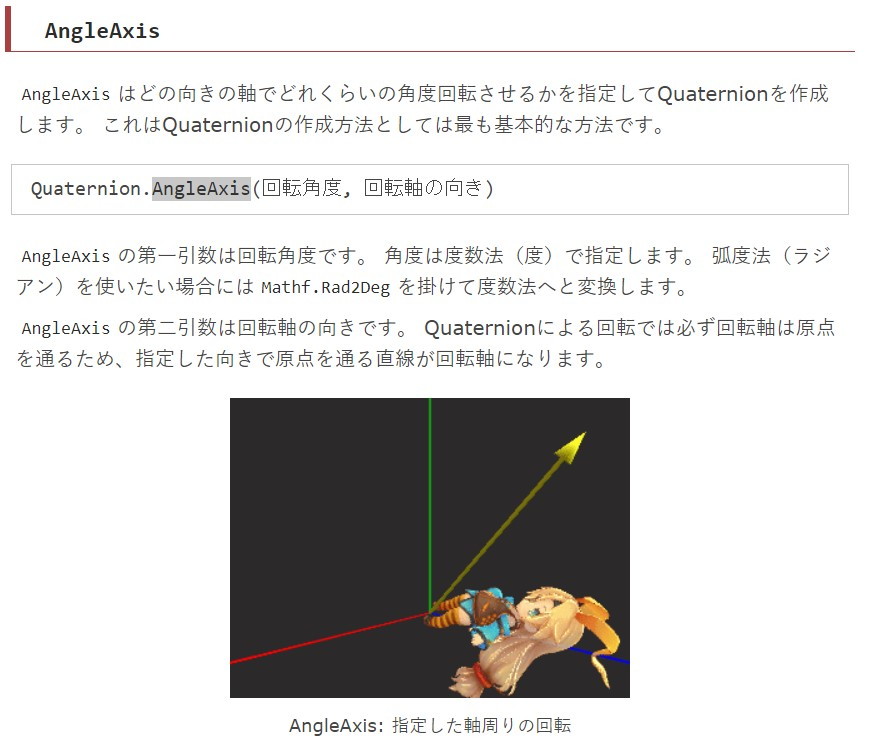 AngleAxis
AngleAxis はどの向きの軸でどれくらいの角度回転させるかを指定してQuaternionを作成
します。 これはQuaternionの作成方法としては最も基本的な方法です。
Quaternion.AngleAxis(回転角度, 回転軸の向き)
AngleAxis の第一引数は回転角度です。 角度は度数法（度）で指定します。 弧度法（ラジ
アン）を使いたい場合には Mathf.Rad2Deg を掛けて度数法へと変換します。
AngleAxis の第二引数は回転軸の向きです。 Quaternionによる回転では必ず回転軸は原点
を通るため、指定した向きで原点を通る直線が回転軸になります。
AngleAxis: 指定した軸周りの回転